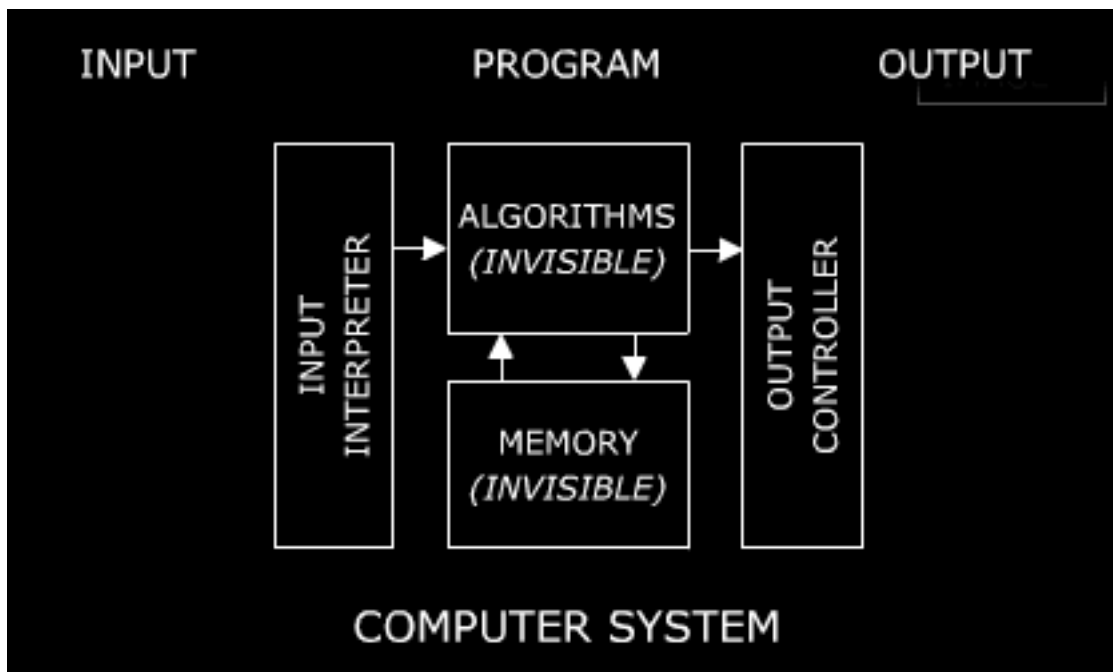 INPUT
PROGRAM
OUTPUT
INPUT
INTERPRETER
ALGORITHMS
(INVISIBLE)
MEMORY
(INVISIBLE)
OUTPUT
CONTROLLER
COMPUTER SYSTEM